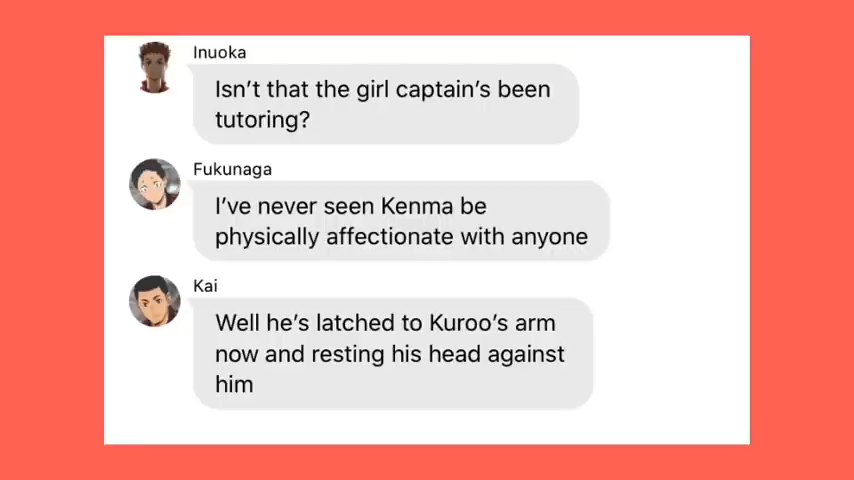 Inuoka
Isn’t that the girl captain’s been
tutoring?
Fukunaga
I’ve never seen Kenma be
physically affectionate with anyone
Kai
Well he’s latched to Kuroo’s arm
now and resting his head against
him